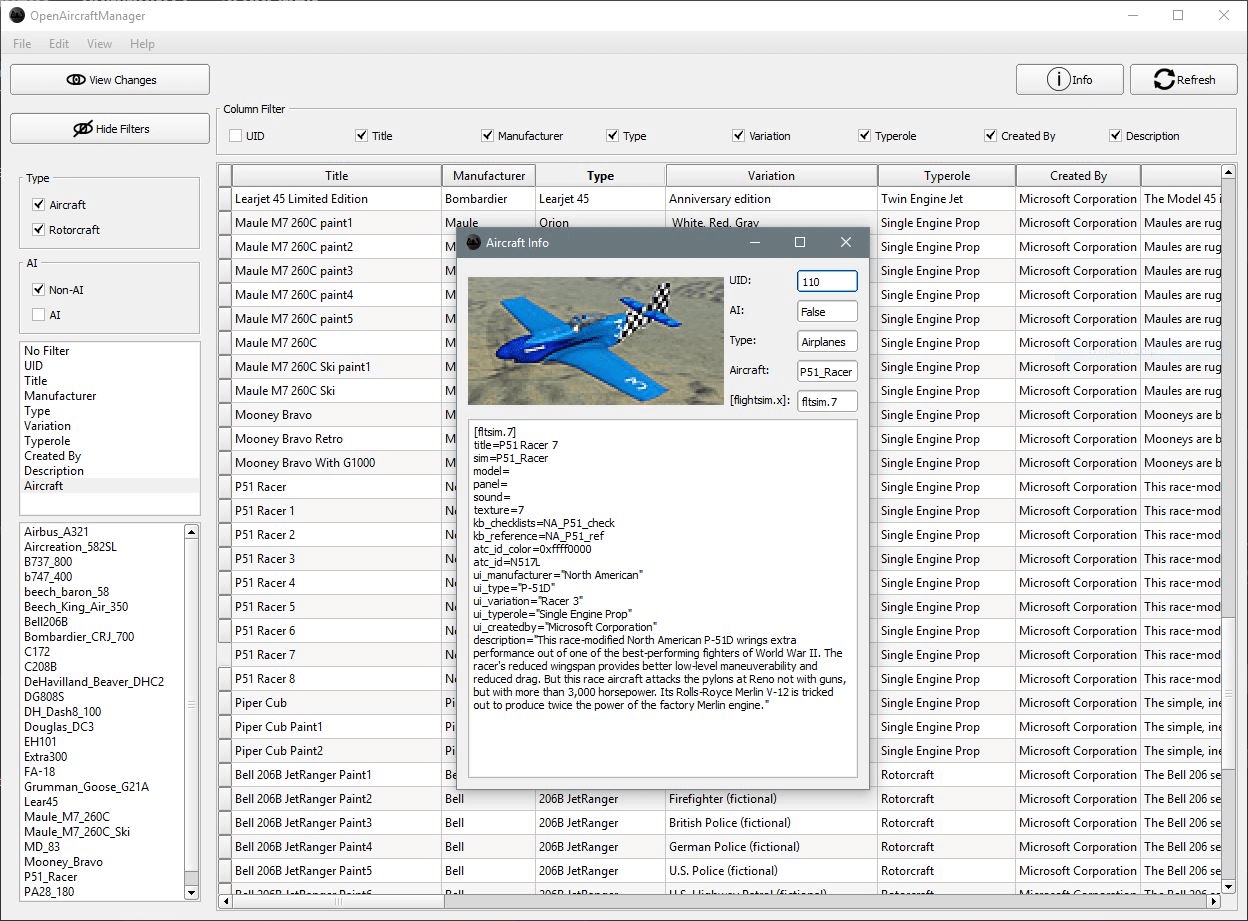 OpenAircraftManager
File Edit View Help
View Changes
Info
Refresh
Hide Filters
Column Filter
UID Title Manufacturer Type Variation Typerole Created By Description
Type
Aircraft
Rotorcraft
AI
Non-AI
AI
No Filter
UID
Title
Manufacturer
Type
Variation
Typerole
Created By
Description
Aircraft
Airbus_A321
Aircreation_582SL
B737_800
b747_400
beech_baron_58
Beech_King_Air_350
Bell206B
Bombardier_CRJ_700
C172
C208B
DeHavilland_Beaver_DHC2
DG808S
DH_Dash8_100
Douglas_DC3
EH101
Extra300
FA-18
Grumman_Goose_G21A
Lear45
Maule_M7_260C
Maule_M7_260C_Ski
MD_83
Mooney_Bravo
P51_Racer
PA28_180
Title Manufacturer Type Variation Typerole Created By
Learjet 45 Limited Edition Bombardier Learjet 45 Anniversary edition Twin Engine Jet Microsoft Corporation The Model 45 i
Maule M7 260C paint1 Maule Orion White, Red, Gray Single Engine Prop Microsoft Corporation Maules are rug
Maule M7 260C paint2 M Single Engine Prop Microsoft Corporation Maules are rug
Maule M7 260C paint3 M Single Engine Prop Microsoft Corporation Maules are rug
Maule M7 260C paint4 M Single Engine Prop Microsoft Corporation Maules are rug
Maule M7 260C paint5 M Single Engine Prop Microsoft Corporation Maules are rug
Maule M7 260C M Single Engine Prop Microsoft Corporation Maules are rug
Maule M7 260C Ski paint1 M Single Engine Prop Microsoft Corporation Maules are rug
Maule M7 260C Ski M Single Engine Prop Microsoft Corporation Maules are rug
Mooney Bravo M Single Engine Prop Microsoft Corporation Mooneys are b
Mooney Bravo Retro M Single Engine Prop Microsoft Corporation Mooneys are b
Mooney Bravo With G1000 M Single Engine Prop Microsoft Corporation Mooneys are b
P51 Racer No Single Engine Prop Microsoft Corporation This race-mod
P51 Racer 1 No Single Engine Prop Microsoft Corporation This race-mod
P51 Racer 2 No Single Engine Prop Microsoft Corporation This race-mod
P51 Racer 3 No Single Engine Prop Microsoft Corporation This race-mod
P51 Racer 4 No Single Engine Prop Microsoft Corporation This race-mod
P51 Racer 5 No Single Engine Prop Microsoft Corporation This race-mod
P51 Racer 6 No Single Engine Prop Microsoft Corporation This race-mod
P51 Racer 7 No Single Engine Prop Microsoft Corporation This race-mod
P51 Racer 8 No Single Engine Prop Microsoft Corporation This race-mod
Piper Cub Pi Single Engine Prop Microsoft Corporation The simple, ine
Piper Cub Paint1 Pi Single Engine Prop Microsoft Corporation The simple, ine
Piper Cub Paint2 Pi Single Engine Prop Microsoft Corporation The simple, ine
Bell 206B JetRanger Paint1 Be Rotorcraft Microsoft Corporation The Bell 206 se
Bell 206B JetRanger Paint2 Bell 206B JetRanger Firefighter (fictional) Rotorcraft Microsoft Corporation The Bell 206 se
Bell 206B JetRanger Paint3 Bell 206B JetRanger British Police (fictional) Rotorcraft Microsoft Corporation The Bell 206 se
Bell 206B JetRanger Paint4 Bell 206B JetRanger German Police (fictional) Rotorcraft Microsoft Corporation The Bell 206 se
Bell 206B JetRanger Paint5 Bell 206B JetRanger U.S. Police (fictional) Rotorcraft Microsoft Corporation The Bell 206 se
Bell 206B JetRanger Paint6 Bell 206B JetRanger U.S. Highway Patrol (fictional) Rotorcraft Microsoft Corporation The Bell 206 se
Aircraft Info
UID: 110
AI: False
Type: Airplanes
Aircraft: P51_Racer
[flightsim.x]: fltsim.7
[fltsim.7]
title=P51 Racer 7
sim=P51_Racer
model=
panel=
sound=
texture=7
kb_checklists=NA_P51_check
kb_reference=NA_P51_ref
atc_id_color=0xffff0000
atc_id=N517L
ui_manufacturer="North American"
ui_type="P-51D"
ui_variation="Racer 3"
ui_typerole="Single Engine Prop"
ui_createdby="Microsoft Corporation"
description="This race-modified North American P-51D wrings extra
performance out of one of the best-performing fighters of World War II. The
racer's reduced wingspan provides better low-level maneuverability and
reduced drag. But this race aircraft attacks the pylons at Reno not with guns,
but with more than 3,000 horsepower. Its Rolls-Royce Merlin V-12 is tricked
out to produce twice the power of the factory Merlin engine."